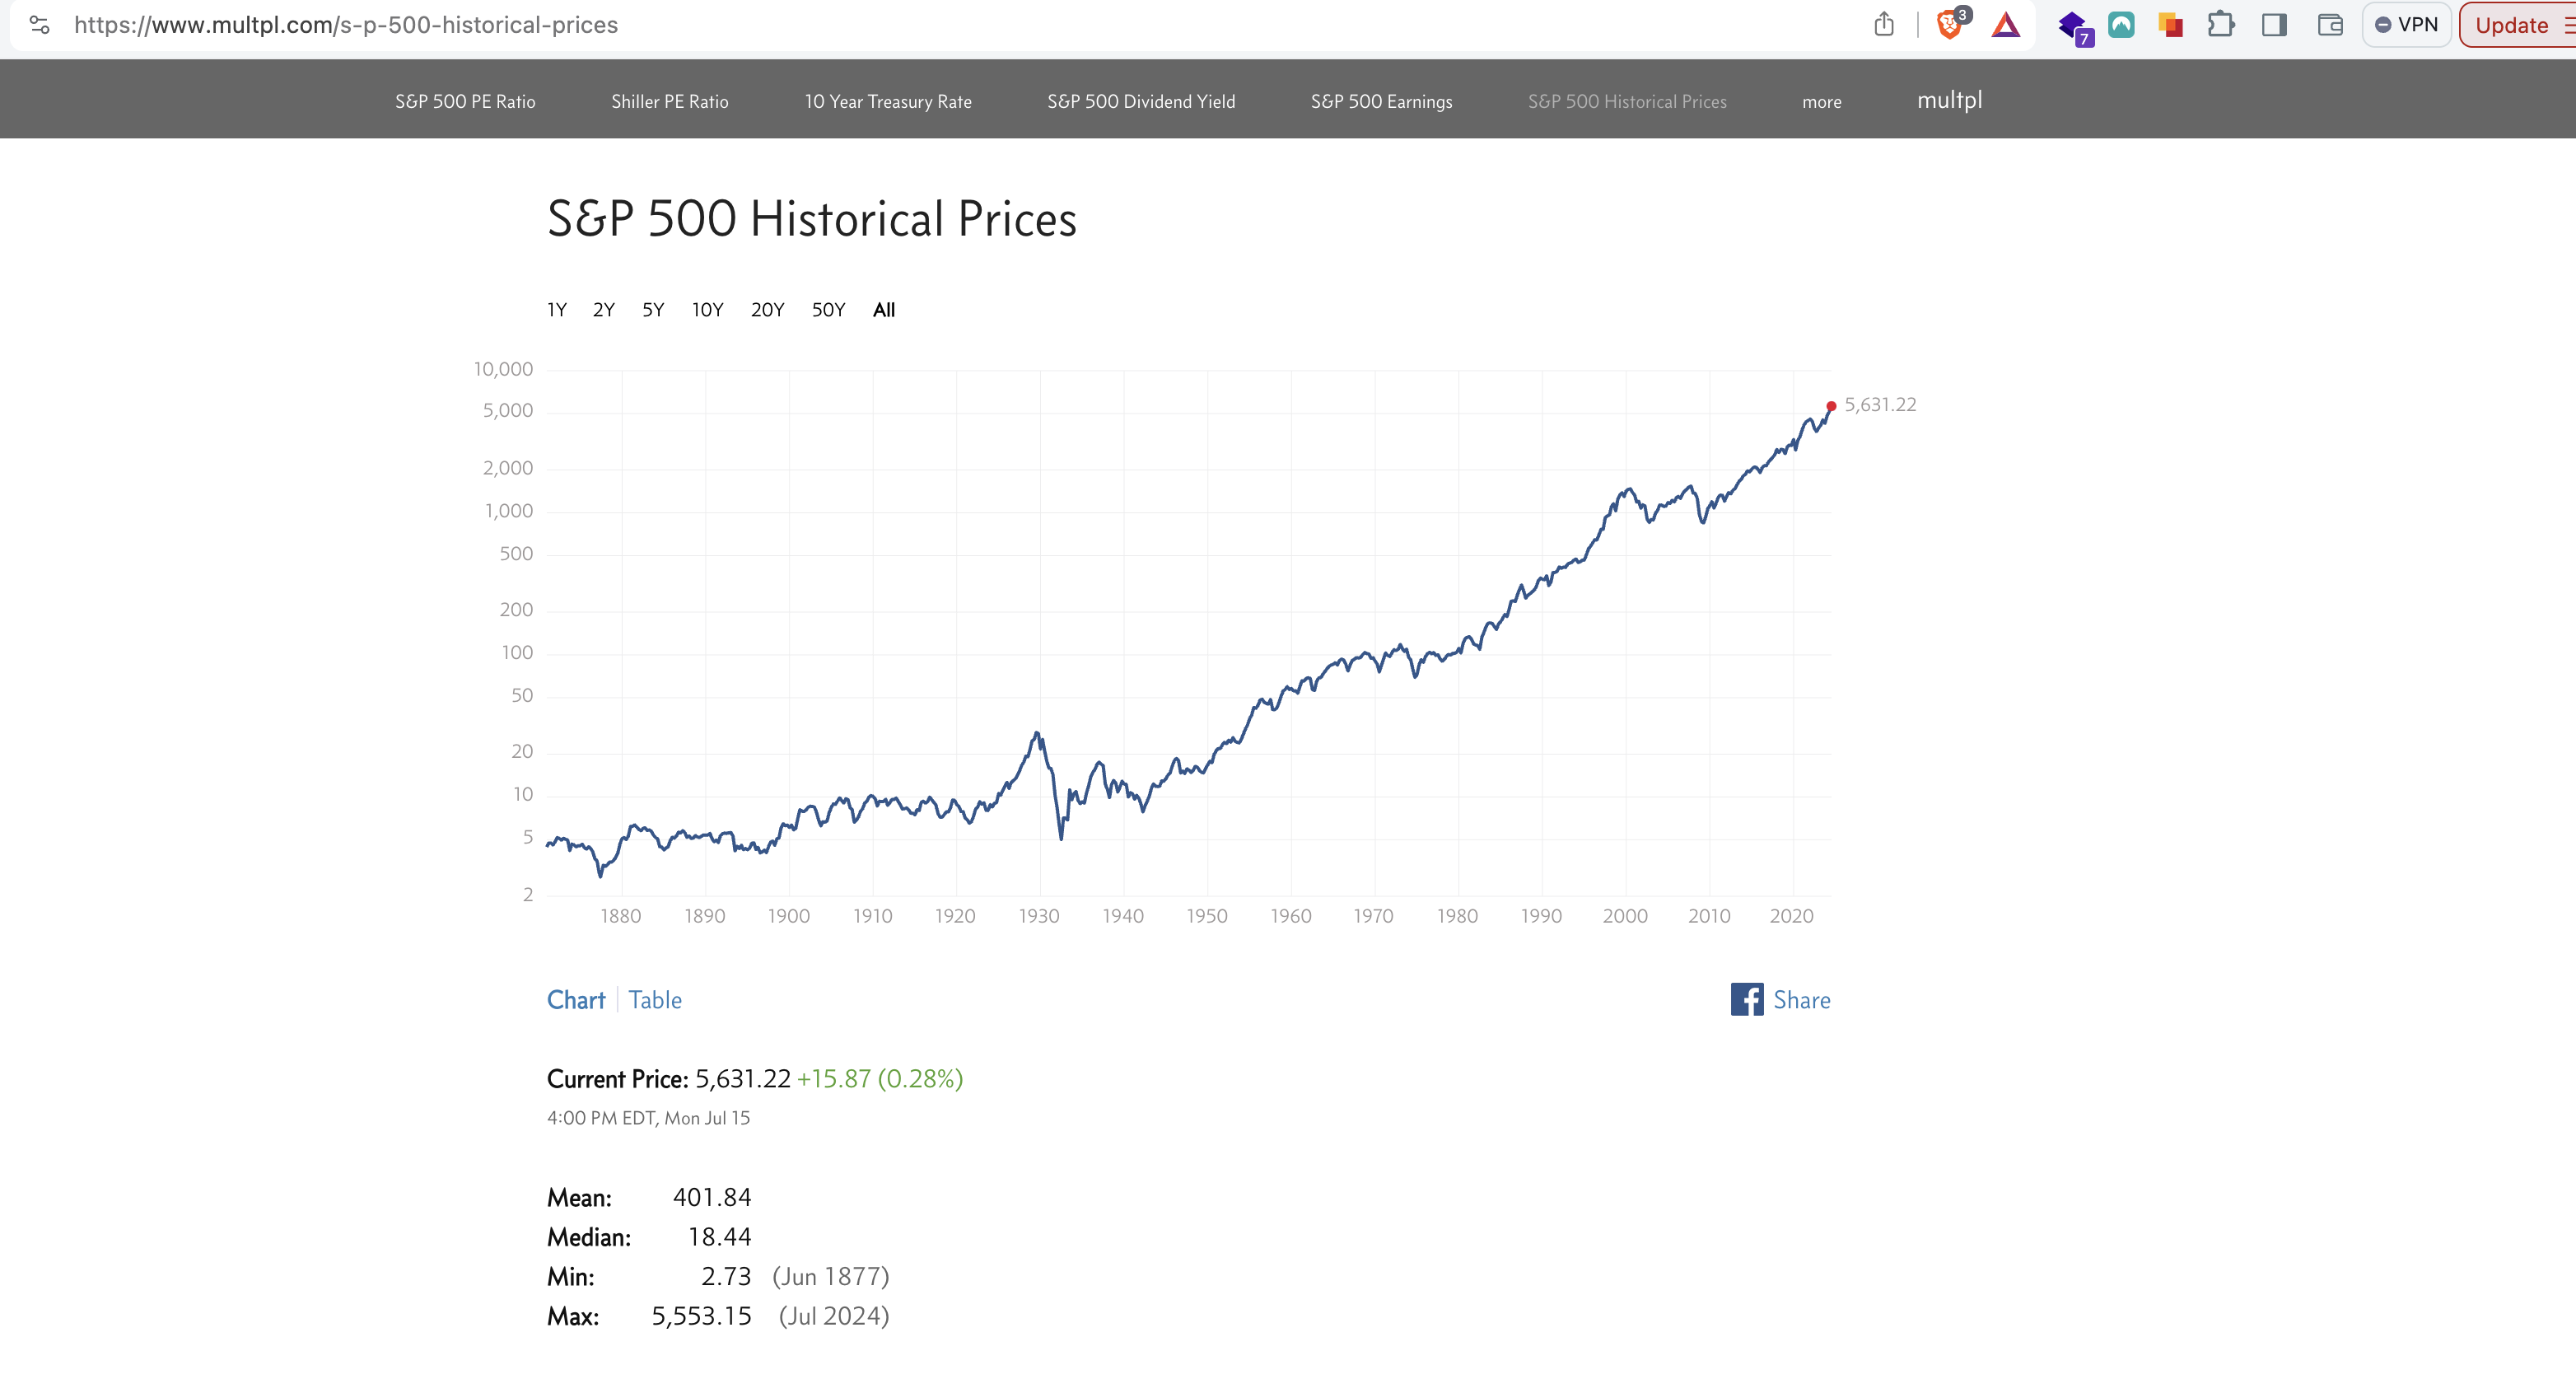 https://www.multpl.com/s-p-500-historical-prices 3 7 VPN Update
S&P 500 PE Ratio Shiller PE Ratio 10 Year Treasury Rate S&P 500 Dividend Yield S&P 500 Earnings S&P 500 Historical Prices more multpl
S&P 500 Historical Prices
1Y 2Y 5Y 10Y 20Y 50Y All
10,000
5,000
5,631.22
2,000
1,000
500
200
100
50
20
10
5
2
1880 1890 1900 1910 1920 1930 1940 1950 1960 1970 1980 1990 2000 2010 2020
Chart Table Share
Current Price: 5,631.22 +15.87 (0.28%)
4:00 PM EDT, Mon Jul 15
Mean: 401.84
Median: 18.44
Min: 2.73 (Jun 1877)
Max: 5,553.15 (Jul 2024)